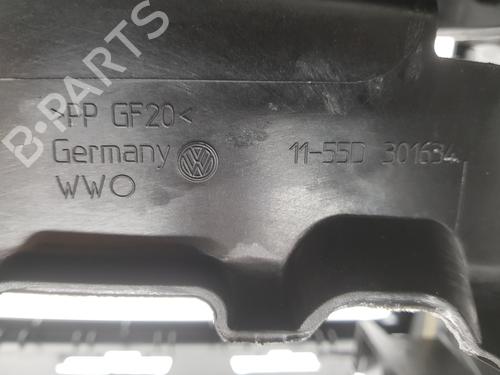 B-PARTS
>PP GF20<
Germany
WWO
11-55D 301634